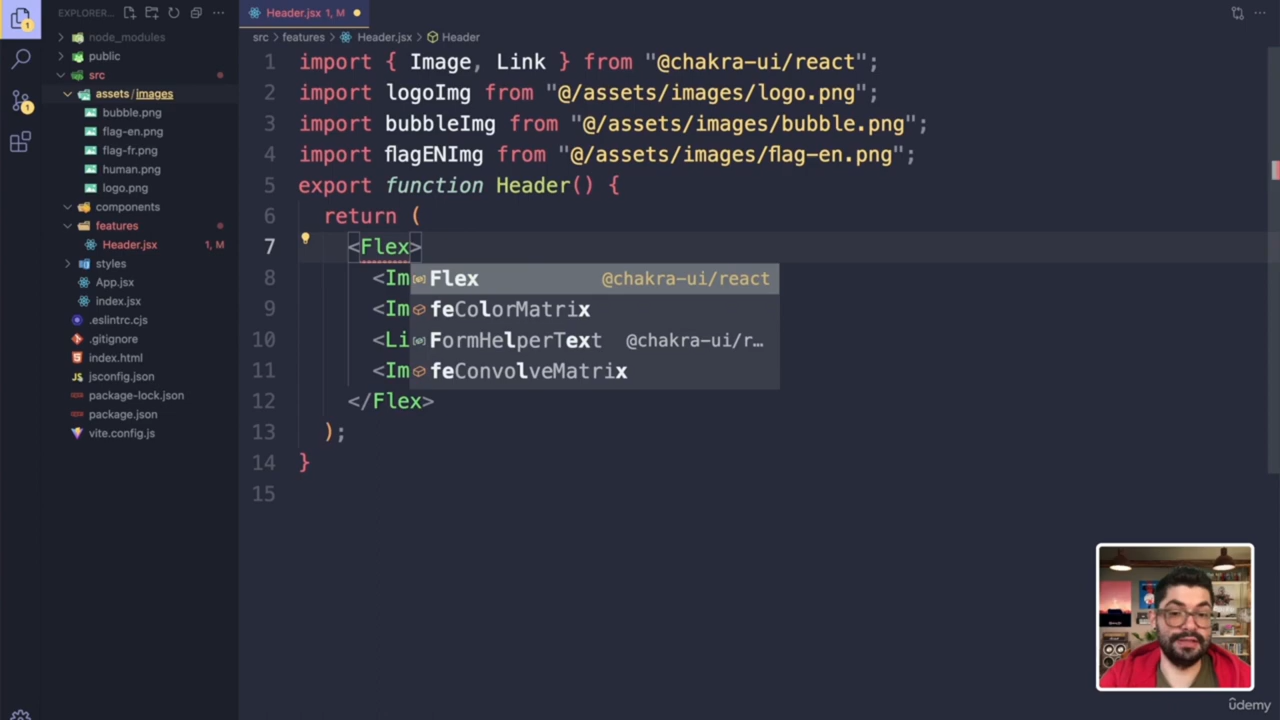 EXPLORER...
Header.jsx 1, M
node_modules
public
src
assets / images
bubble.png
flag-en.png
flag-fr.png
human.png
logo.png
components
features
Header.jsx 1, M
styles
App.jsx
index.jsx
.eslintrc.cjs
.gitignore
index.html
jsconfig.json
package-lock.json
package.json
vite.config.js
1
1
src > features > Header.jsx > Header
1 import { Image, Link } from "@chakra-ui/react";
2 import logoImg from "@/assets/images/logo.png";
3 import bubbleImg from "@/assets/images/bubble.png";
4 import flagENImg from "@/assets/images/flag-en.png";
5 export function Header() {
6 return (
7 <Flex>
8 <Im
9 <Im
10 <Li
11 <Im
12 </Flex>
13 );
14 }
15
Flex @chakra-ui/react
feColorMatrix
FormHelperText @chakra-ui/r...
feConvolveMatrix
ûdemy